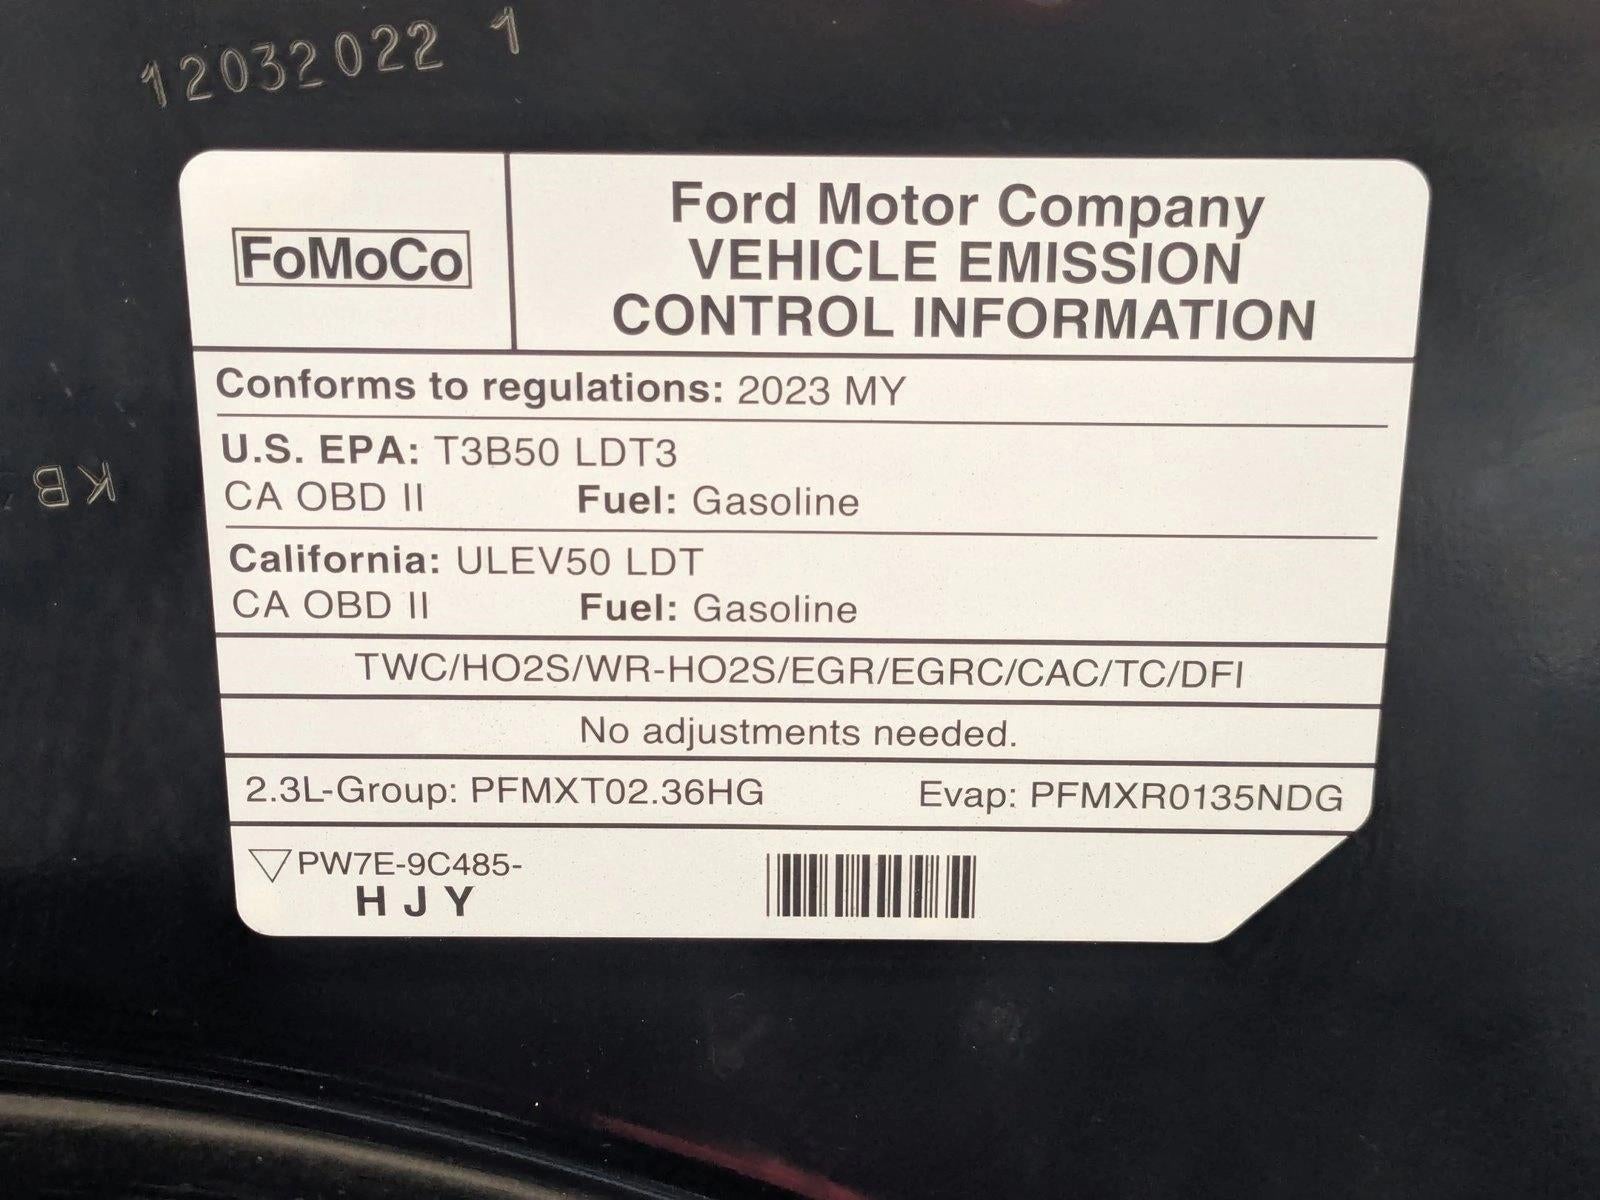 12032022 1
FoMoCo
Ford Motor Company
VEHICLE EMISSION
CONTROL INFORMATION
Conforms to regulations: 2023 MY
U.S. EPA: T3B50 LDT3
CA OBD II Fuel: Gasoline
California: ULEV50 LDT
CA OBD II Fuel: Gasoline
KB
TWC/HO2S/WR-HO2S/EGR/EGRC/CAC/TC/DFI
No adjustments needed.
2.3L-Group: PFMXT02.36HG Evap: PFMXR0135NDG
PW7E-9C485-
H J Y